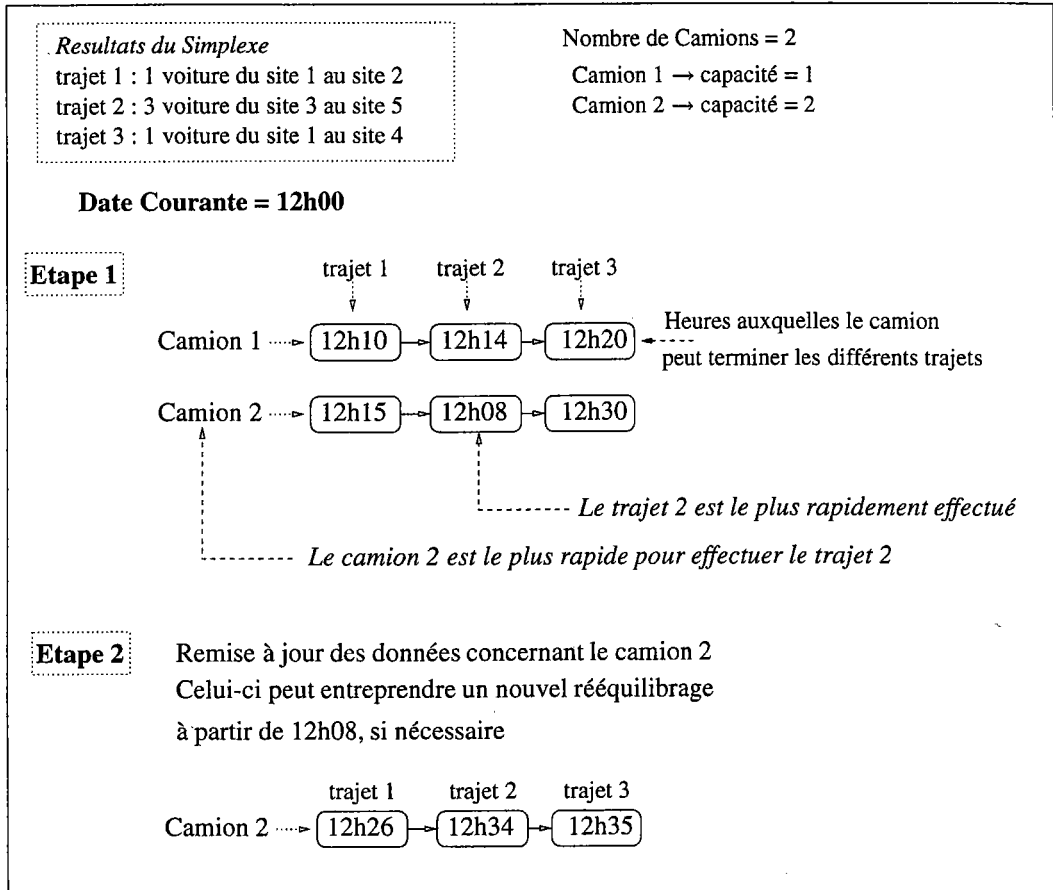 Resultats du Simplexe
trajet 1 : 1 voiture du site 1 au site 2
trajet 2 : 3 voiture du site 3 au site 5
trajet 3 : 1 voiture du site 1 au site 4
Nombre de Camions = 2
Camion 1 → capacité = 1
Camion 2 → capacité = 2
Date Courante = 12h00
Etape 1
trajet 1 trajet 2 trajet 3
Camion 1 12h10 12h14 12h20
Heures auxquelles le camion
peut terminer les différents trajets
Camion 2 12h15 12h08 12h30
Le trajet 2 est le plus rapidement effectué
Le camion 2 est le plus rapide pour effectuer le trajet 2
Etape 2
Remise à jour des données concernant le camion 2
Celui-ci peut entreprendre un nouvel rééquilibrage
à partir de 12h08, si nécessaire
trajet 1 trajet 2 trajet 3
Camion 2 12h26 12h34 12h35